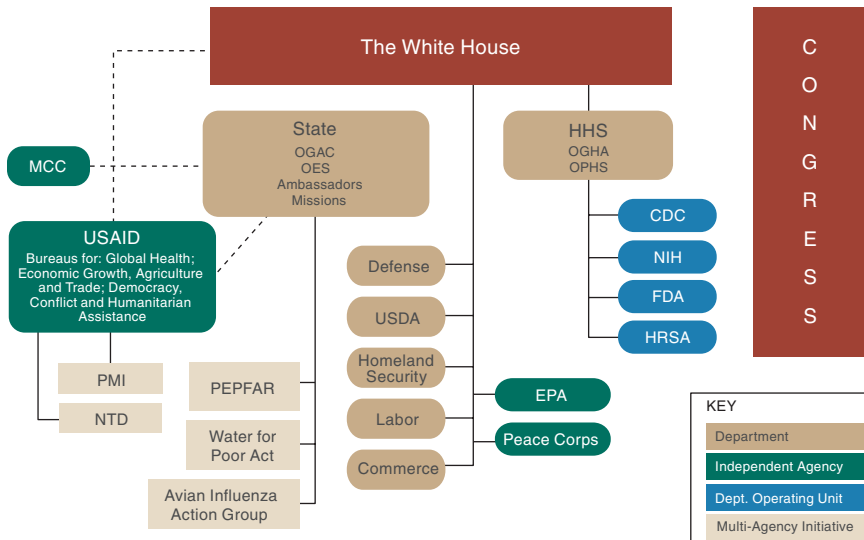 The White House
C
O
N
G
R
E
S
S
State
OGAC
OES
Ambassadors
Missions
HHS
OGHA
OPHS
MCC
CDC
NIH
FDA
HRSA
USAID
Bureaus for: Global Health;
Economic Growth, Agriculture
and Trade; Democracy,
Conflict and Humanitarian
Assistance
Defense
USDA
Homeland
Security
Labor
Commerce
EPA
Peace Corps
PMI
NTD
PEPFAR
Water for
Poor Act
Avian Influenza
Action Group
KEY
Department
Independent Agency
Dept. Operating Unit
Multi-Agency Initiative